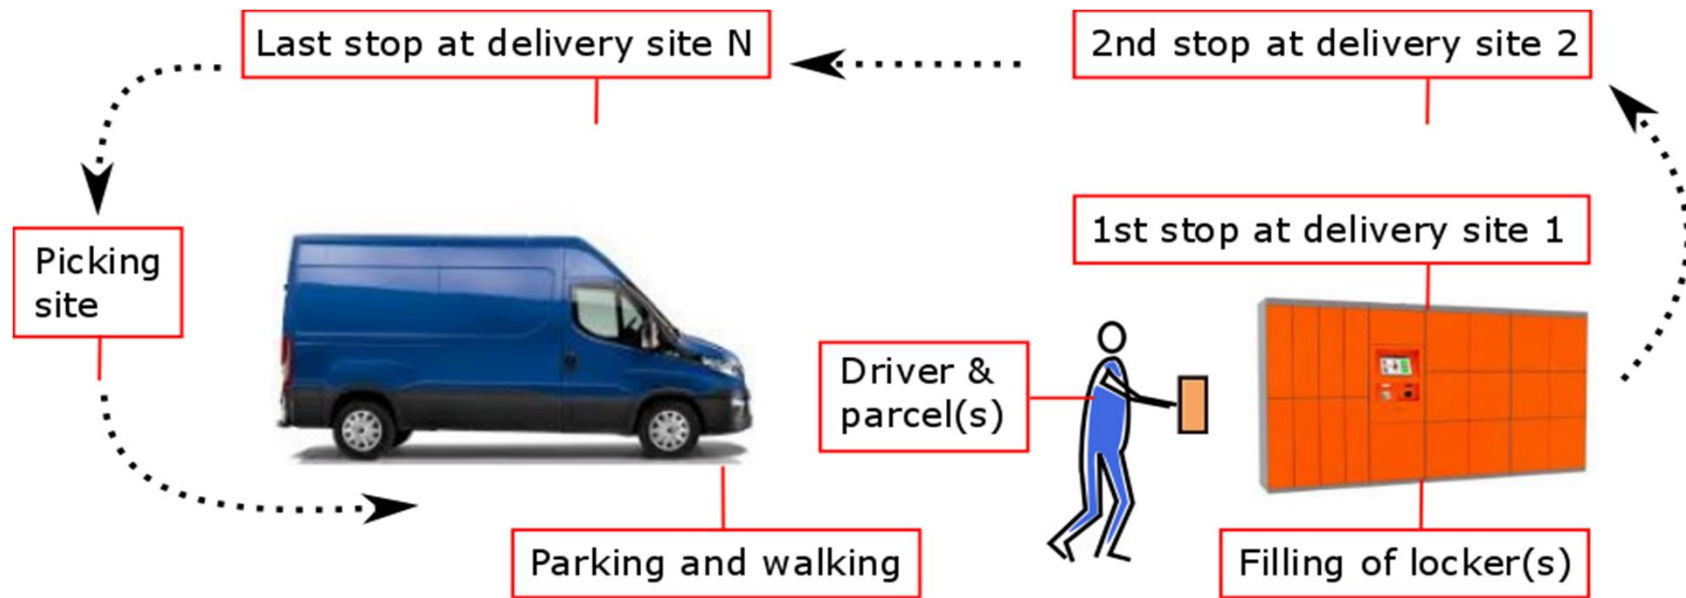 Last stop at delivery site N
2nd stop at delivery site 2
1st stop at delivery site 1
Picking
site
Driver &
parcel(s)
Parking and walking
Filling of locker(s)